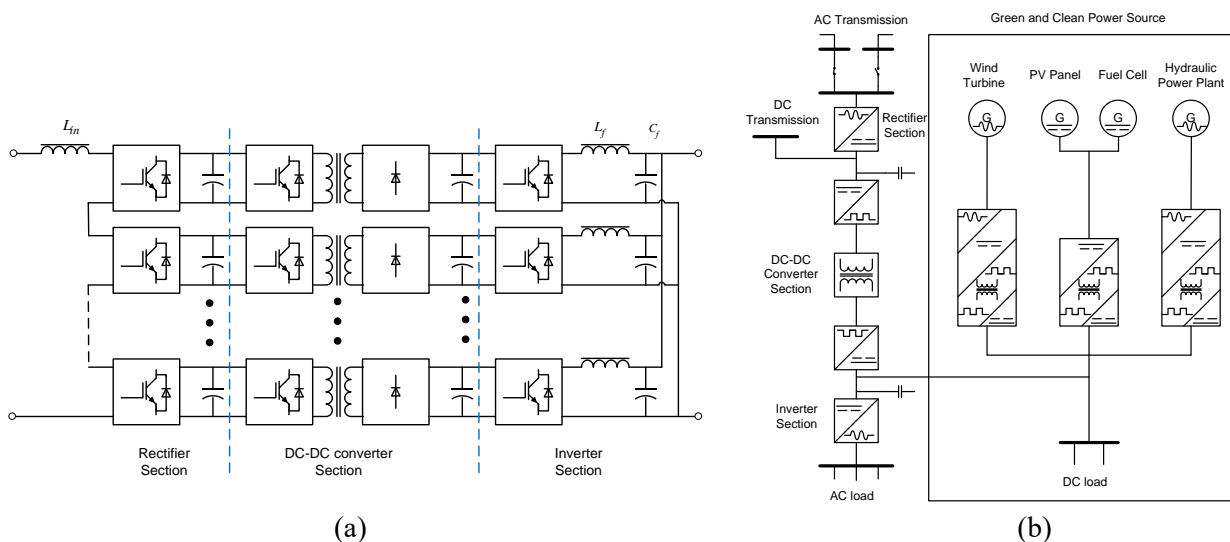 L_in
L_f
C_f
Rectifier
Section
DC-DC converter
Section
Inverter
Section
(a)
AC Transmission
DC
Transmission
Rectifier
Section
DC-DC
Converter
Section
Inverter
Section
AC load
Green and Clean Power Source
Wind
Turbine
PV Panel
Fuel Cell
Hydraulic
Power Plant
G
G
G
G
DC load
(b)